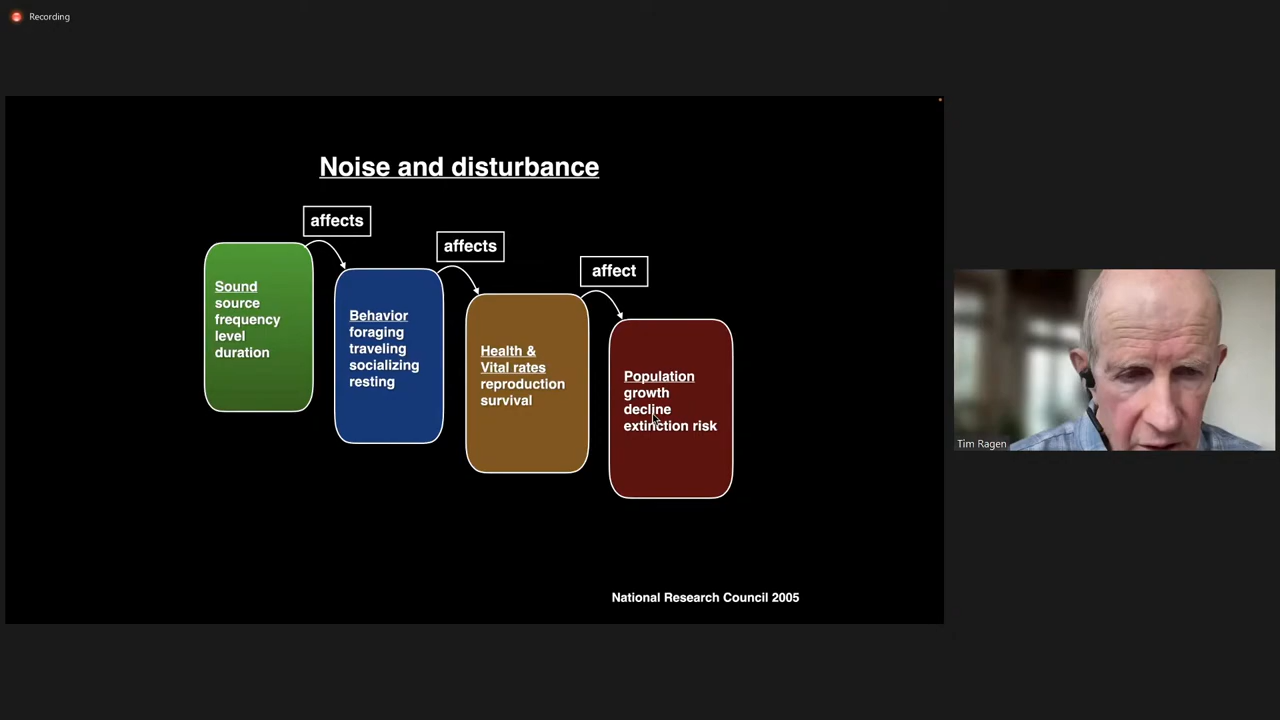 Recording
Noise and disturbance
affects
affects
affect
Sound
source
frequency
level
duration
Behavior
foraging
traveling
socializing
resting
Health &
Vital rates
reproduction
survival
Population
growth
decline
extinction risk
National Research Council 2005
Tim Ragen